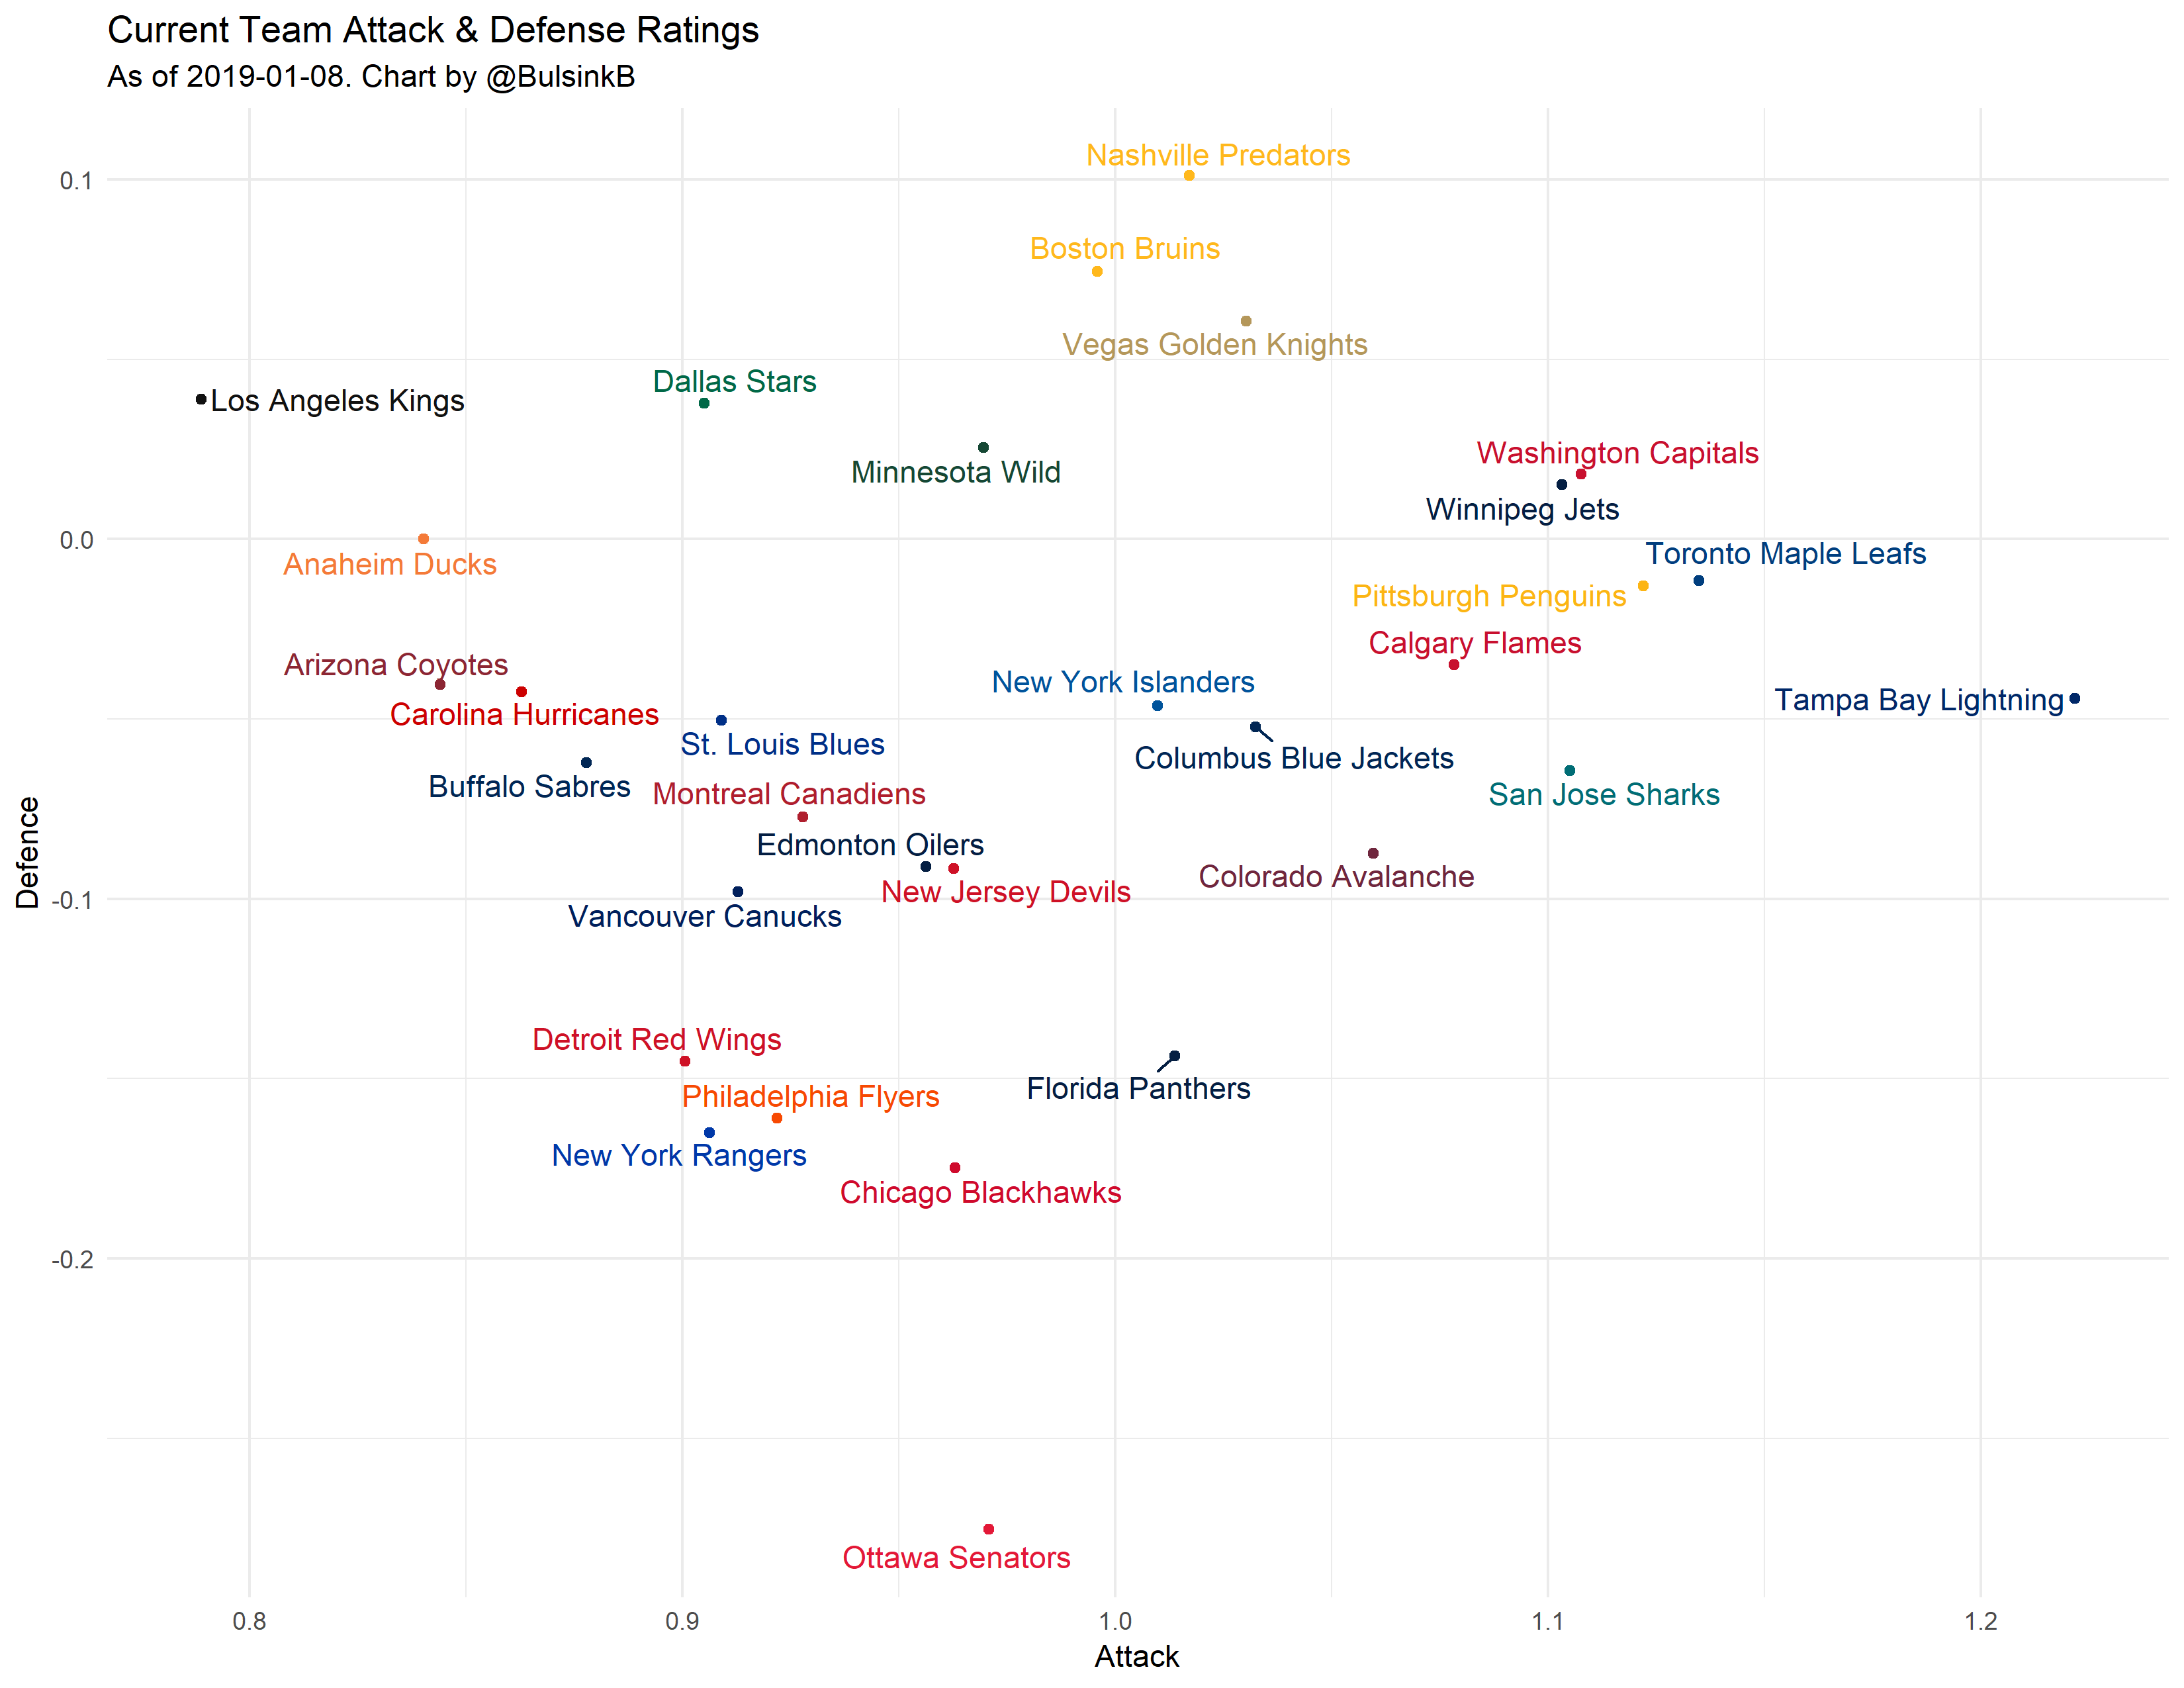 Current Team Attack & Defense Ratings
As of 2019-01-08. Chart by @BulsinkB
Nashville Predators
0.1
Boston Bruins
Vegas Golden Knights
Dallas Stars
Los Angeles Kings
Washington Capitals
Minnesota Wild
Winnipeg Jets
0.0
Toronto Maple Leafs
Anaheim Ducks
Pittsburgh Penguins
Calgary Flames
Arizona Coyotes
New York Islanders
Tampa Bay Lightning
Carolina Hurricanes
St. Louis Blues
Columbus Blue Jackets
Buffalo Sabres
Montreal Canadiens
San Jose Sharks
Edmonton Oilers
Defence
Colorado Avalanche
New Jersey Devils
-0.1
Vancouver Canucks
Detroit Red Wings
Florida Panthers
Philadelphia Flyers
New York Rangers
Chicago Blackhawks
-0.2
Ottawa Senators
0.8
0.9
1.0
1.1
1.2
Attack